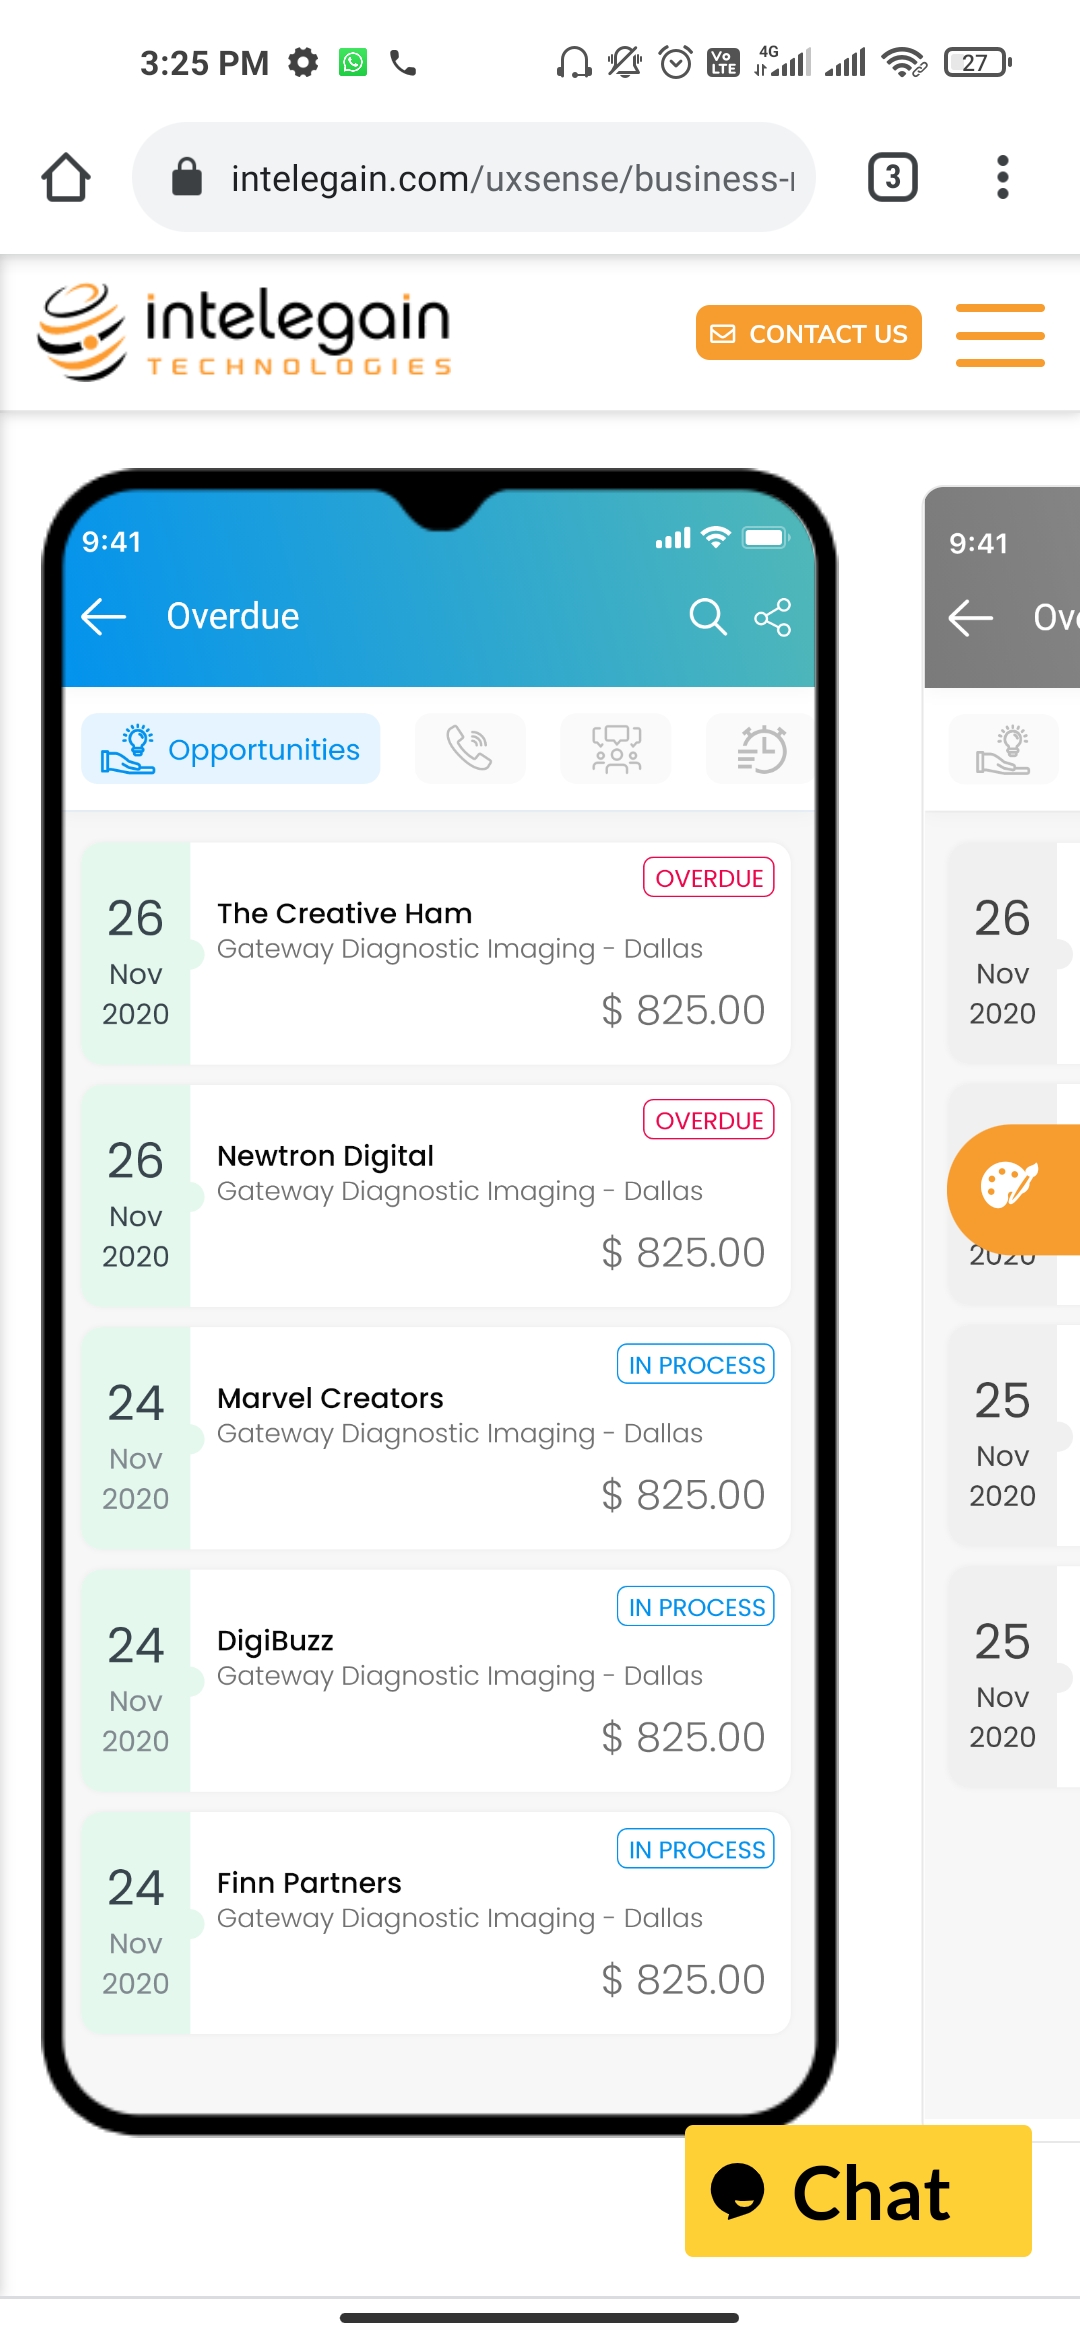 3:25 PM
4G
Vo
LTE
27
intelegain.com/uxsense/business-
3
intelegain
TECHNOLOGIES
CONTACT US
9:41
Overdue
Opportunities
OVERDUE
26
Nov
2020
The Creative Ham
Gateway Diagnostic Imaging - Dallas
$ 825.00
OVERDUE
26
Nov
2020
Newtron Digital
Gateway Diagnostic Imaging - Dallas
$ 825.00
IN PROCESS
24
Nov
2020
Marvel Creators
Gateway Diagnostic Imaging - Dallas
$ 825.00
IN PROCESS
24
Nov
2020
DigiBuzz
Gateway Diagnostic Imaging - Dallas
$ 825.00
IN PROCESS
24
Nov
2020
Finn Partners
Gateway Diagnostic Imaging - Dallas
$ 825.00
9:41
Ov
26
Nov
2020
2020
25
Nov
2020
25
Nov
2020
Chat